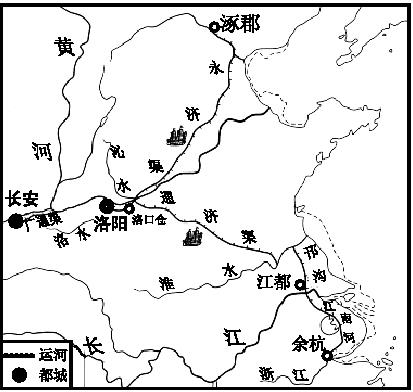 涿郡
黄河
永济渠
沁水
长安
广通渠
洛水
洛阳
洛口仓
通济渠
淮水
邗沟
江都
江南河
长江
余杭
浙江
运河
都城